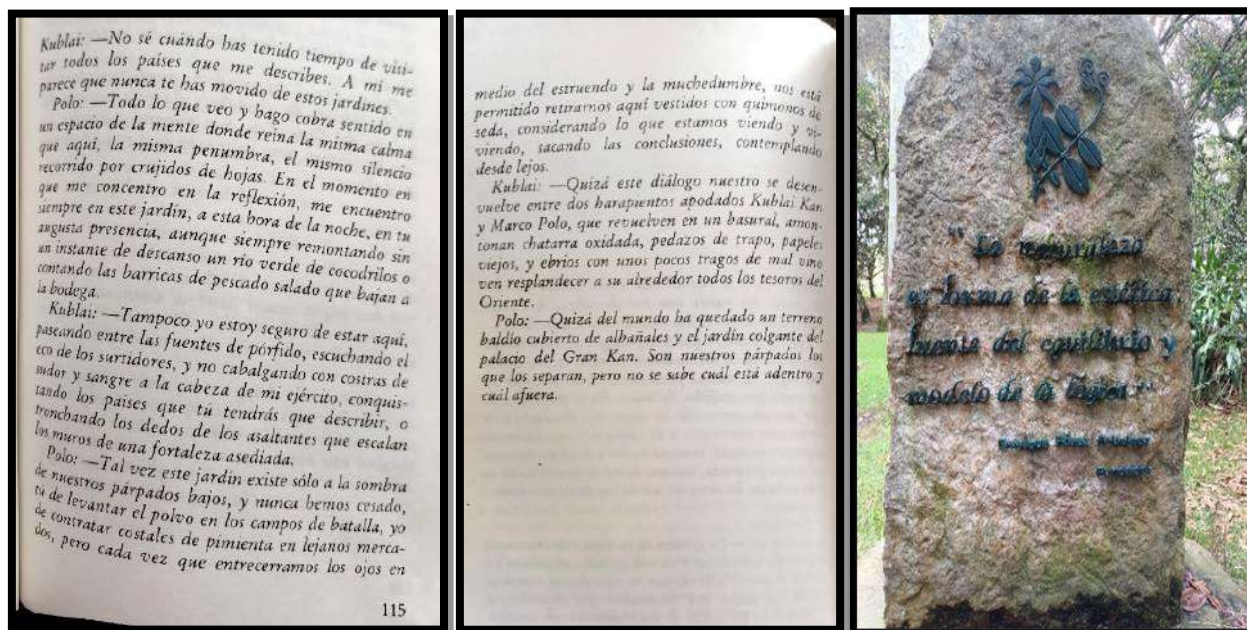 Kublai: —No sé cuándo has tenido tiempo de visi-
tar todos los países que me describes. A mí me
parece que nunca te has movido de estos jardines.
Polo: —Todo lo que veo y hago cobra sentido en
un espacio de la mente donde reina la misma calma
que aquí, la misma penumbra, el mismo silencio
recorrido por crujidos de hojas. En el momento en
que me concentro en la reflexión, me encuentro
siempre en este jardín, a esta hora de la noche, en tu
augusta presencia, aunque siempre remontando sin
un instante de descanso un río verde de cocodrilos o
contando las barricas de pescado salado que bajan a
la bodega.
Kublai: —Tampoco yo estoy seguro de estar aquí,
paseando entre las fuentes de pórfido, escuchando el
eco de los surtidores, y no cabalgando con costras de
sudor y sangre a la cabeza de mi ejército, conquis-
tando los países que tú tendrás que describir, o
tronchando los dedos de los asaltantes que escalan
los muros de una fortaleza asediada.
Polo: —Tal vez este jardín existe sólo a la sombra
de nuestros párpados bajos, y nunca hemos cesado,
tú de levantar el polvo en los campos de batalla, yo
de contratar costales de pimienta en lejanos merca-
dos, pero cada vez que entrecerramos los ojos en
115
medio del estruendo y la muchedumbre, nos está
permitido retirarnos aquí vestidos con quimonos de
seda, considerando lo que estamos viendo y vi-
viendo, sacando las conclusiones, contemplando
desde lejos.
Kublai: —Quizá este diálogo nuestro se desen-
vuelve entre dos harapientos apodados Kublai Kan
y Marco Polo, que revuelven en un basural, amon-
tonan chatarra oxidada, pedazos de trapo, papeles
viejos, y ebrios con unos pocos tragos de mal vino
ven resplandecer a su alrededor todos los tesoros del
Oriente.
Polo: —Quizá del mundo ha quedado un terreno
baldío cubierto de albañales y el jardín colgante del
palacio del Gran Kan. Son nuestros párpados los
que los separan, pero no se sabe cuál está adentro y
cuál afuera.
"La naturaleza
es forma de la estética
fuente del equilibrio y
modelo de la lógica."
Enrique Pérez Arbeláez